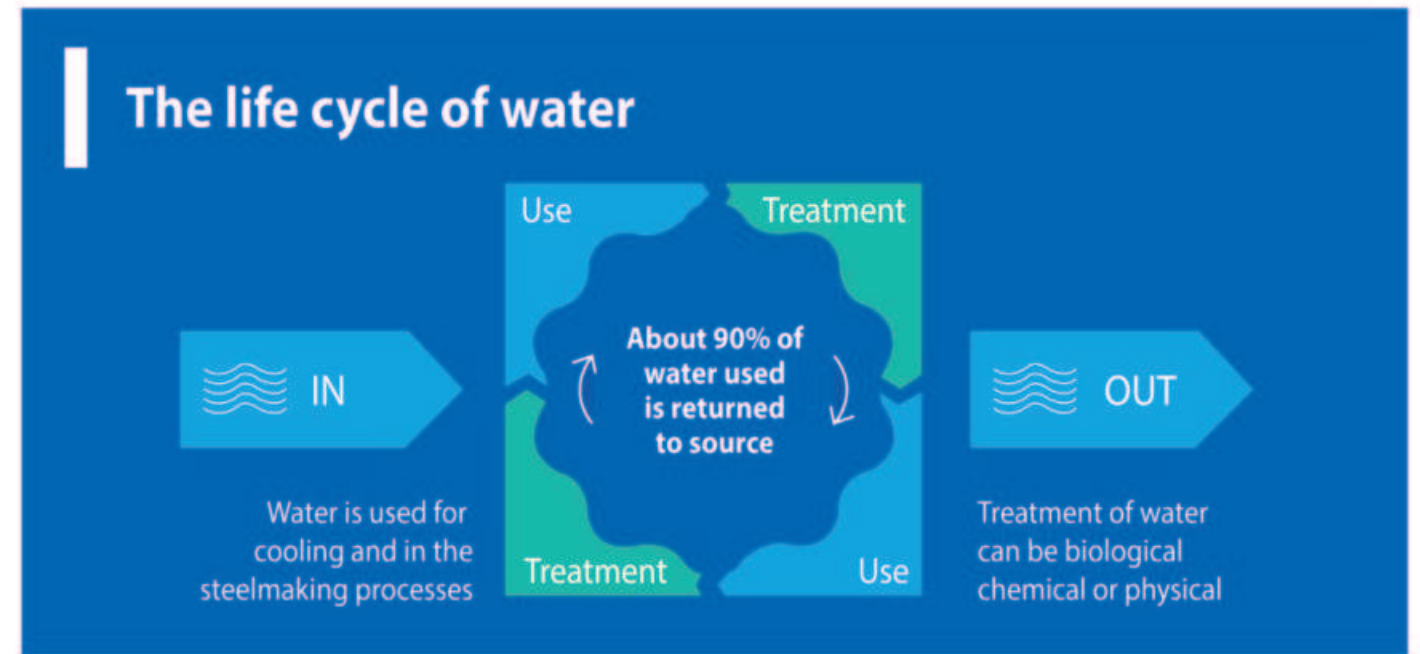 The life cycle of water
Use
Treatment
IN
About 90% of
water used
is returned
to source
OUT
Water is used for
cooling and in the
steelmaking processes
Treatment
Use
Treatment of water
can be biological
chemical or physical